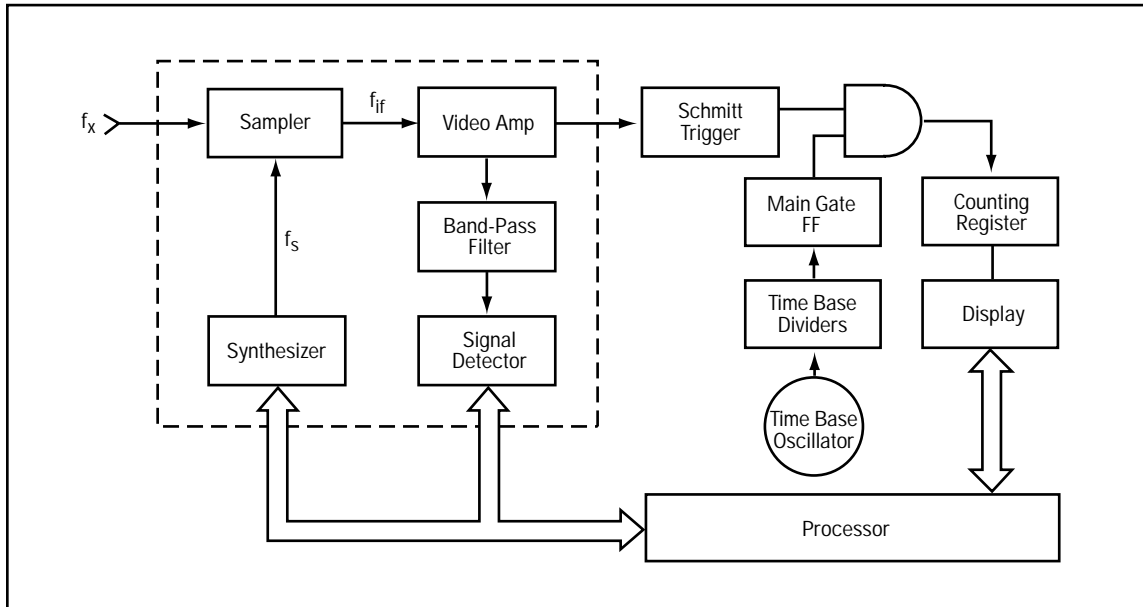 f_x
Sampler
f_if
Video Amp
Schmitt
Trigger
Main Gate
FF
Counting
Register
Band-Pass
Filter
f_s
Time Base
Dividers
Display
Synthesizer
Signal
Detector
Time Base
Oscillator
Processor